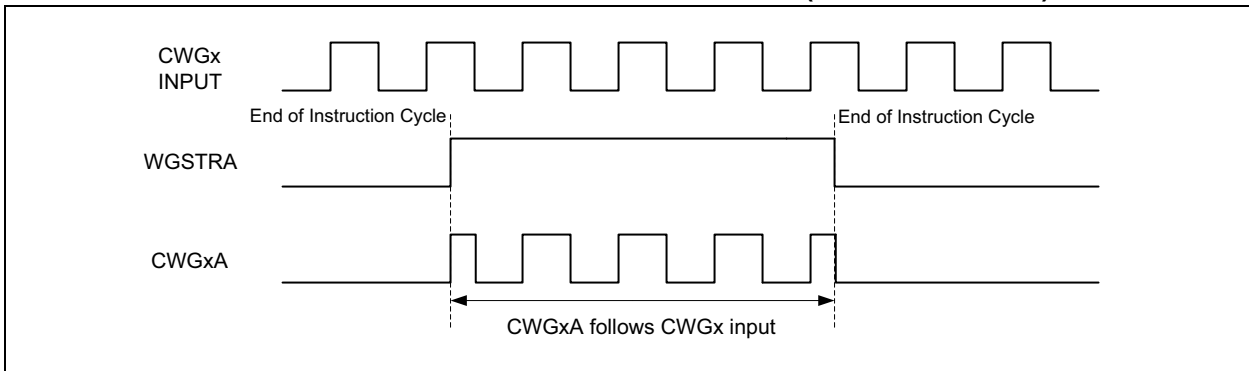 CWGx
INPUT
End of Instruction Cycle
End of Instruction Cycle
WGSTRA
CWGxA
CWGxA follows CWGx input